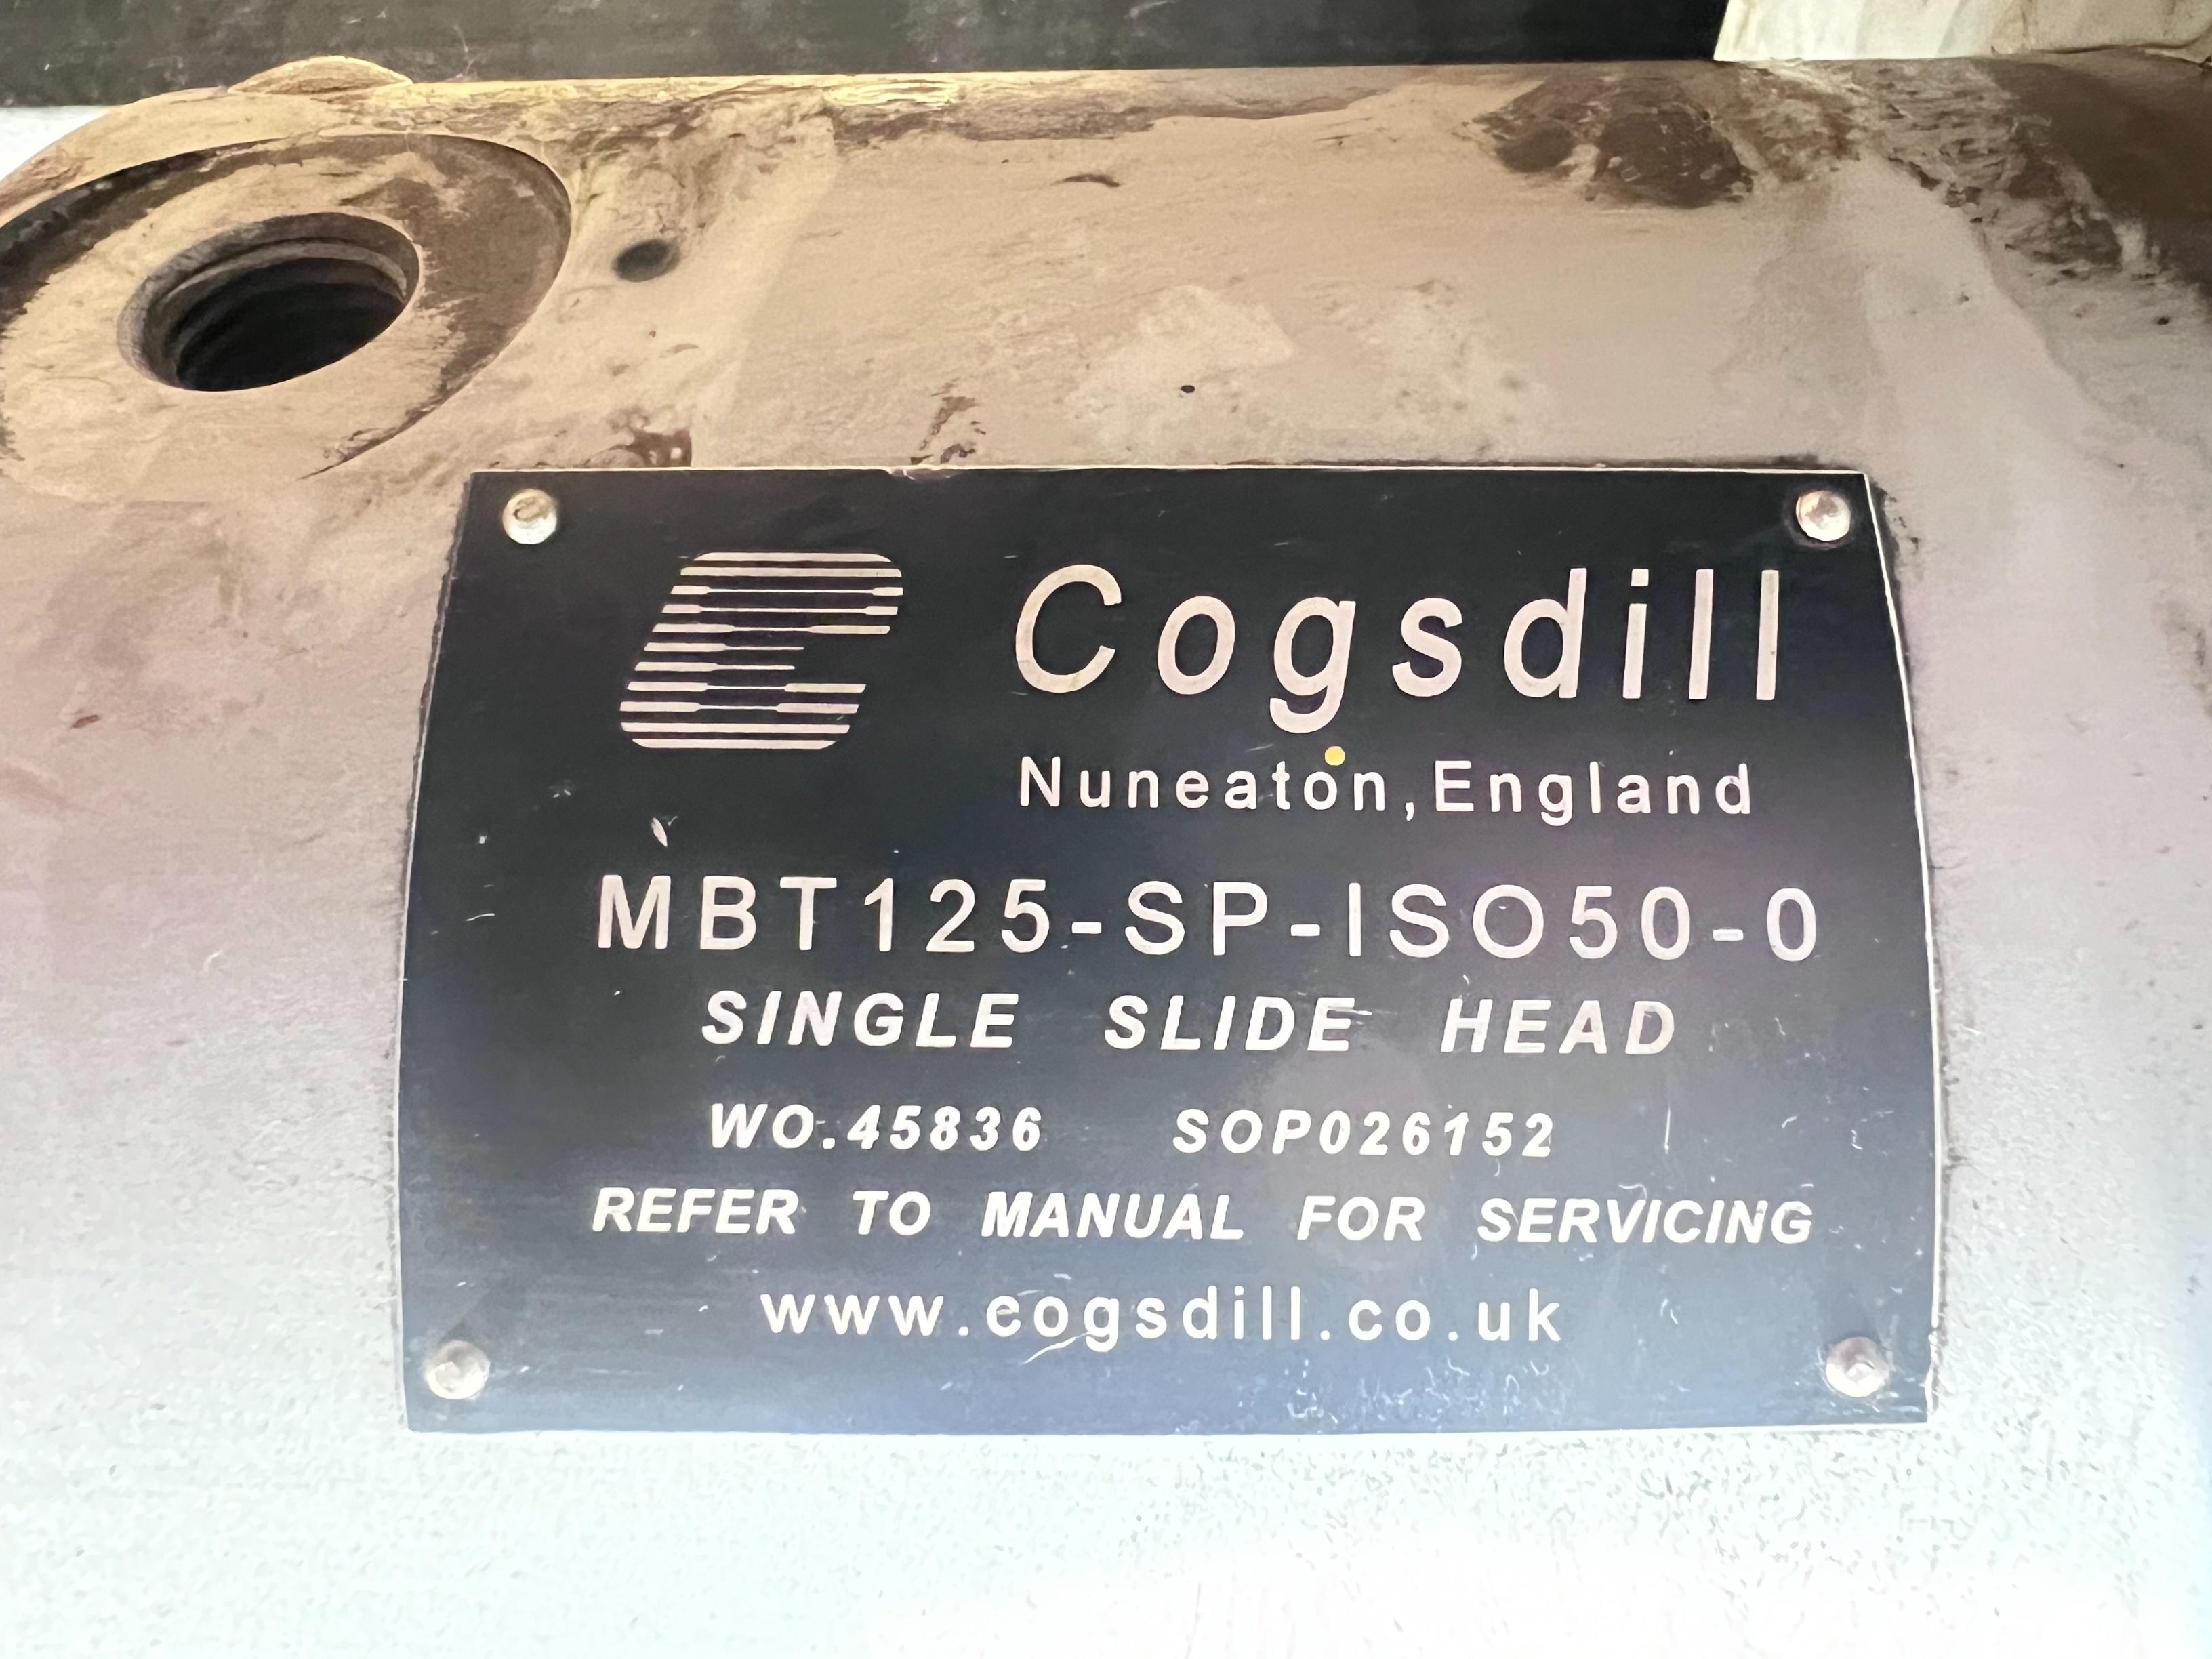 Cogsdill
Nuneaton,England
MBT125-SP-ISO50-0
SINGLE SLIDE HEAD
WO.45836 SOP026152
REFER TO MANUAL FOR SERVICING
www.cogsdill.co.uk